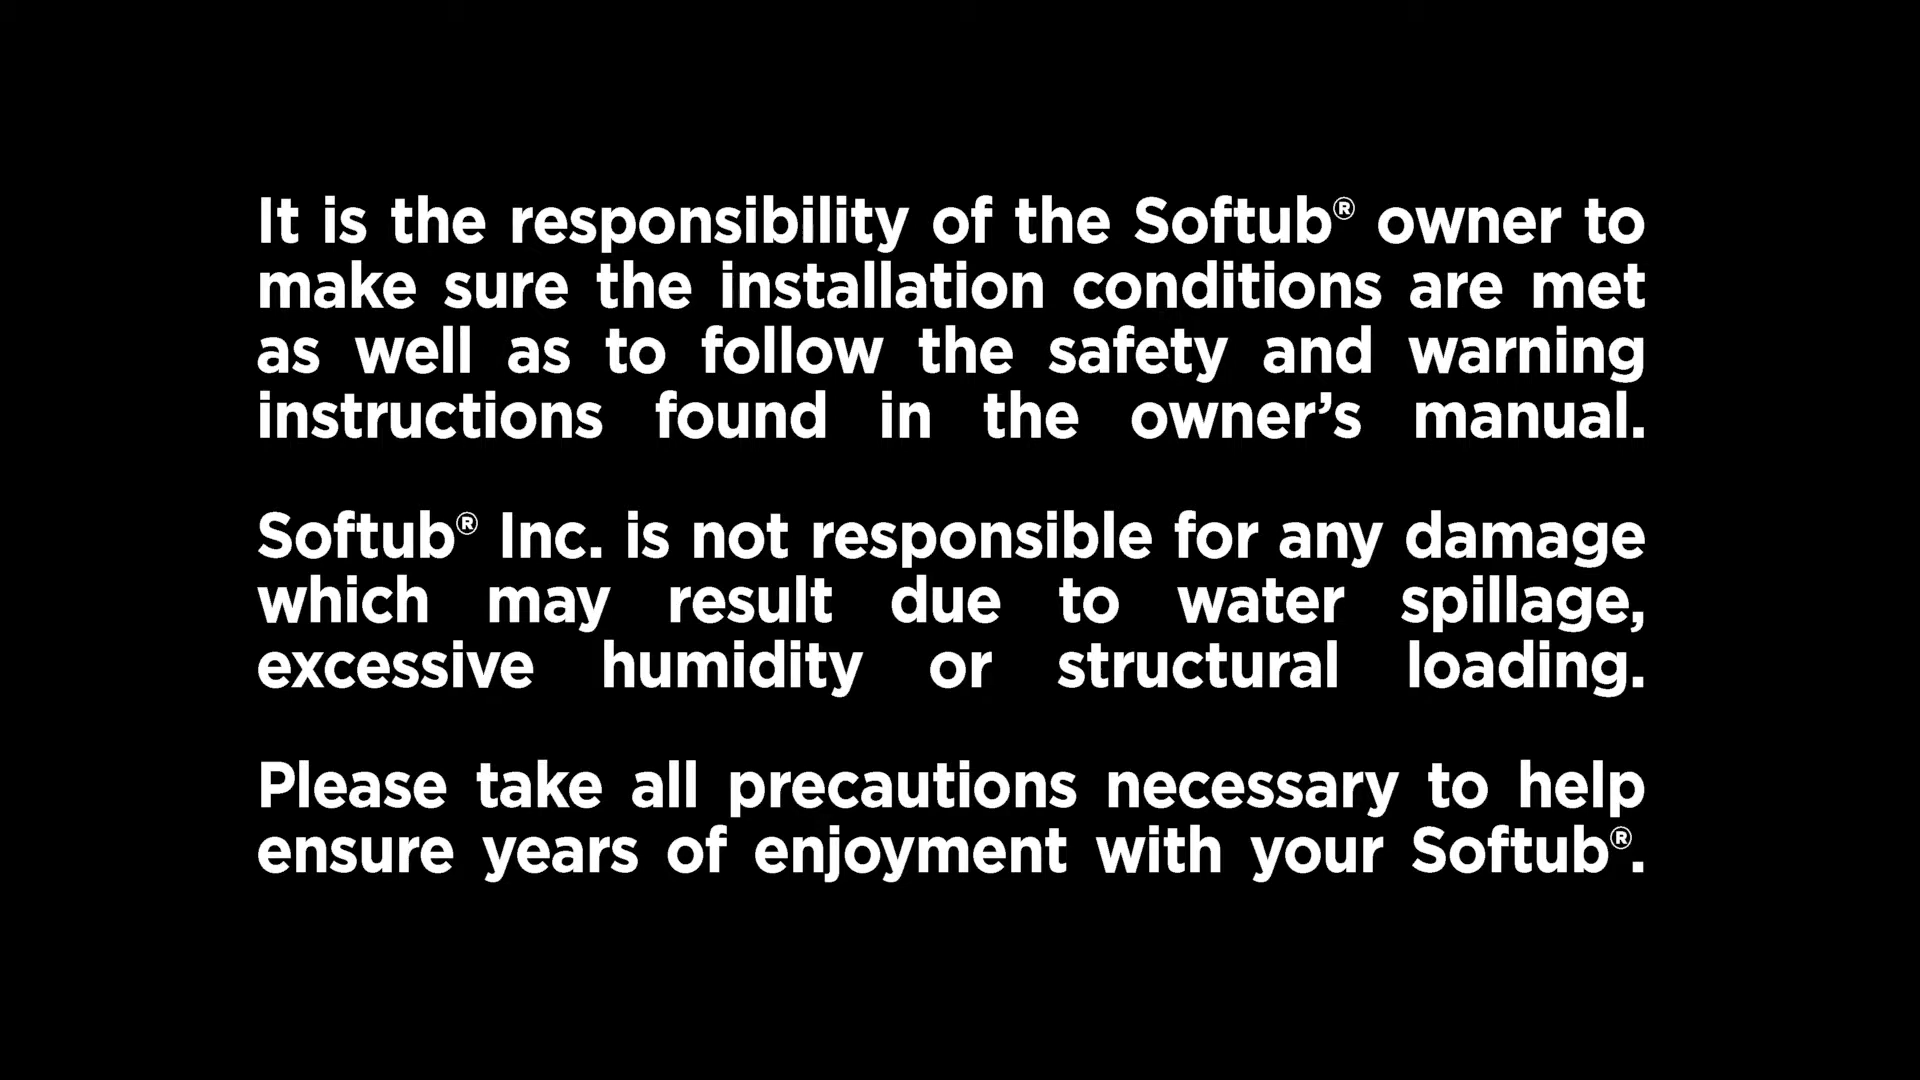 It is the responsibility of the Softub® owner to
make sure the installation conditions are met
as well as to follow the safety and warning
instructions found in the owner’s manual.
Softub® Inc. is not responsible for any damage
which may result due to water spillage,
excessive humidity or structural loading.
Please take all precautions necessary to help
ensure years of enjoyment with your Softub®.